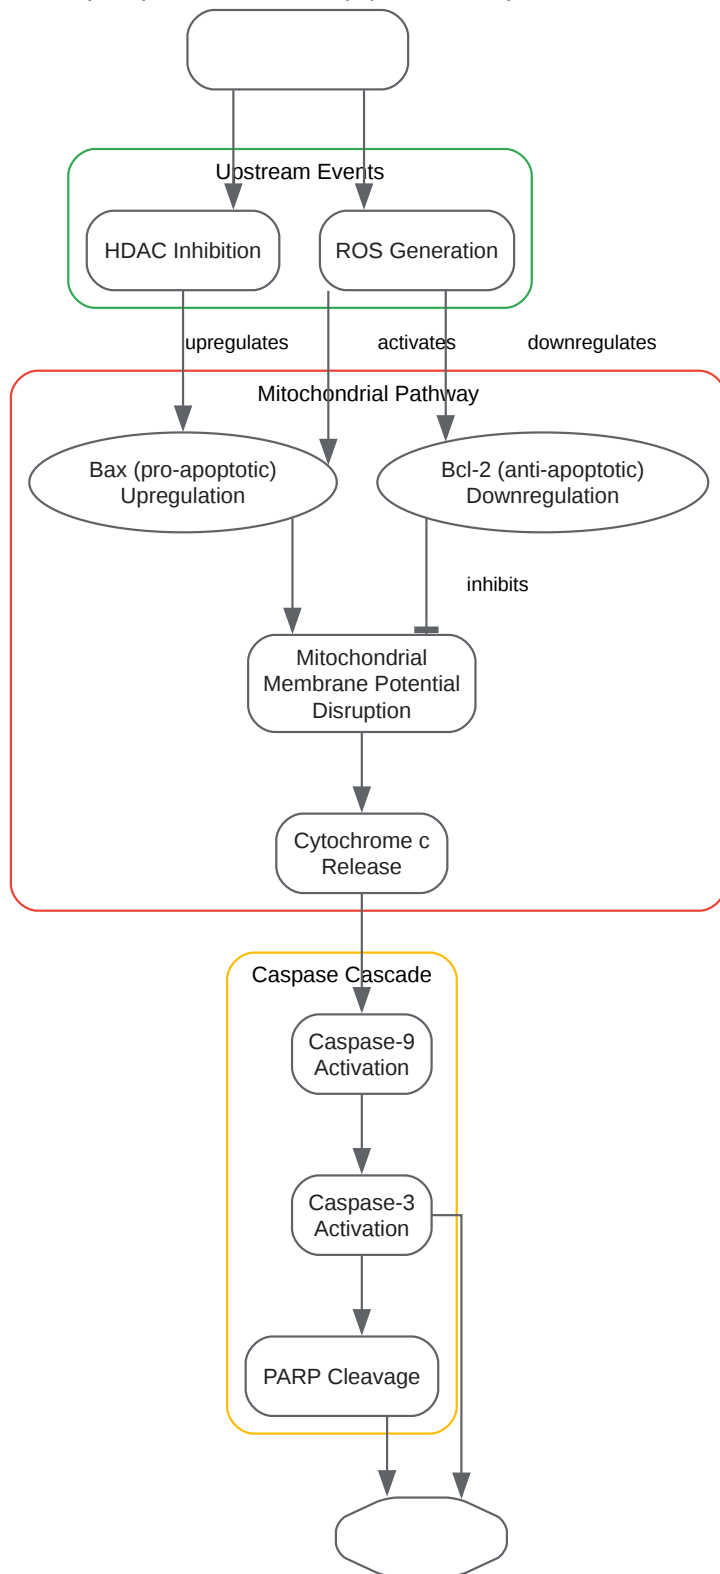 Upstream Events
HDAC Inhibition
ROS Generation
upregulates
activates
downregulates
Mitochondrial Pathway
Bax (pro-apoptotic)
Upregulation
Bcl-2 (anti-apoptotic)
Downregulation
inhibits
Mitochondrial
Membrane Potential
Disruption
Cytochrome c
Release
Caspase Cascade
Caspase-9
Activation
Caspase-3
Activation
PARP Cleavage